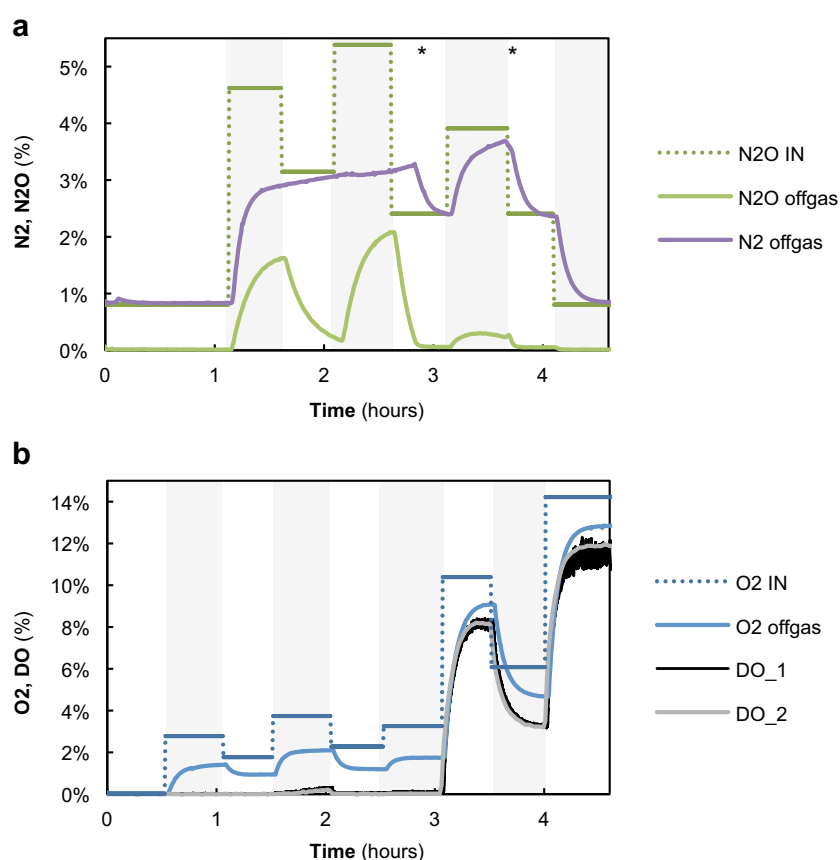 a
N2, N2O (%)
5%
4%
3%
2%
1%
0%
* *
0 1 2 3 4
Time (hours)
N2O IN
N2O offgas
N2 offgas
b
O2, DO (%)
14%
12%
10%
8%
6%
4%
2%
0%
0 1 2 3 4
Time (hours)
O2 IN
O2 offgas
DO_1
DO_2